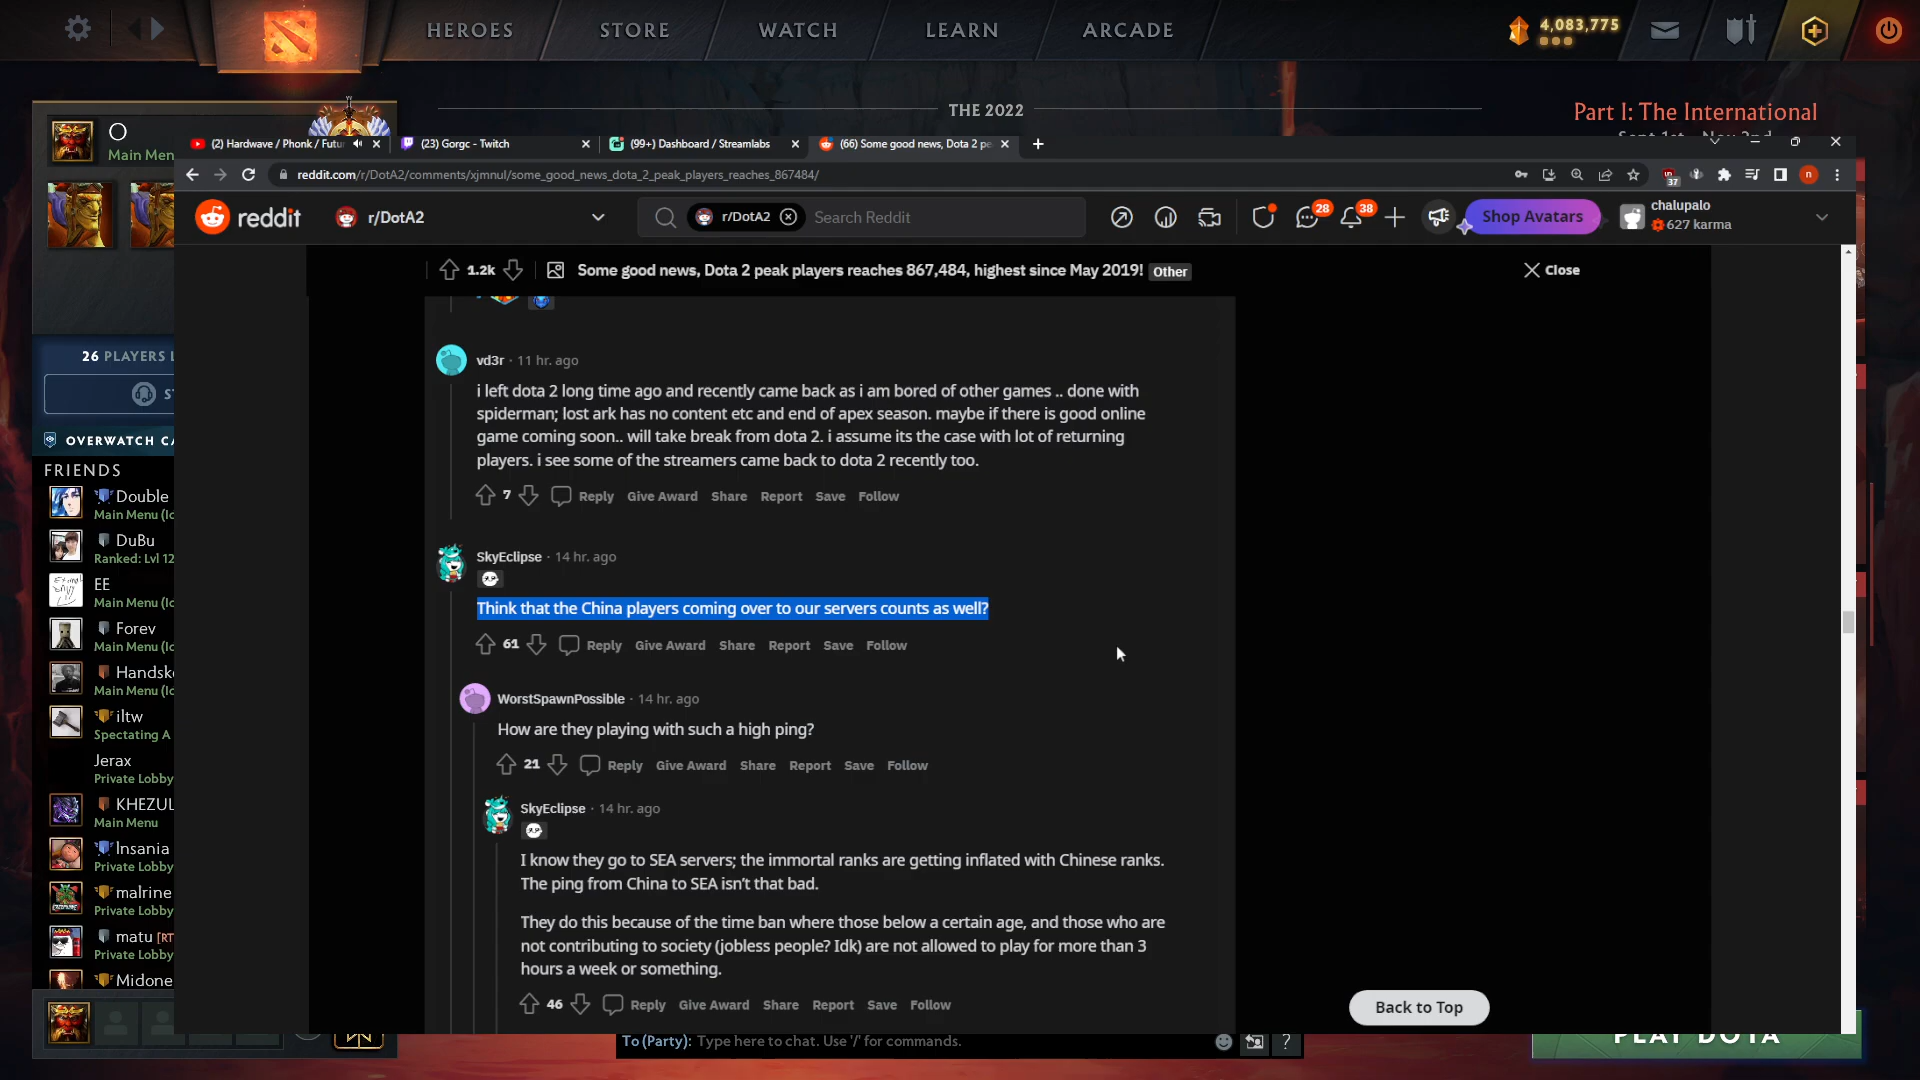 HEROES
STORE
WATCH
LEARN
ARCADE
4,083,775
THE 2022
Part I: The International
O
Main Men
(2) Hardwave / Phonk / Futur
(23) Gorgc - Twitch
(99+) Dashboard / Streamlabs
(66) Some good news, Dota 2 pe
reddit.com/r/DotA2/comments/xjmnul/some_good_news_dota_2_peak_players_reaches_867484/
37
n
reddit
r/DotA2
r/DotA2
Search Reddit
28
38
Shop Avatars
chalupalo
627 karma
1.2k
Some good news, Dota 2 peak players reaches 867,484, highest since May 2019!
Other
Close
26 PLAYERS L
ST
OVERWATCH CA
FRIENDS
Double
Main Menu (Ic
DuBu
Ranked: Lvl 12
EE
Main Menu (Ic
Forev
Main Menu (Ic
Handsk
Main Menu (Ic
iltw
Spectating A
Jerax
Private Lobby
KHEZUL
Main Menu
Insania
Private Lobby
malrine
Private Lobby
matu [RT
Private Lobby
Midone
vd3r · 11 hr. ago
i left dota 2 long time ago and recently came back as i am bored of other games .. done with
spiderman; lost ark has no content etc and end of apex season. maybe if there is good online
game coming soon.. will take break from dota 2. i assume its the case with lot of returning
players. i see some of the streamers came back to dota 2 recently too.
7 Reply Give Award Share Report Save Follow
SkyEclipse · 14 hr. ago
Think that the China players coming over to our servers counts as well?
61 Reply Give Award Share Report Save Follow
WorstSpawnPossible · 14 hr. ago
How are they playing with such a high ping?
21 Reply Give Award Share Report Save Follow
SkyEclipse · 14 hr. ago
I know they go to SEA servers; the immortal ranks are getting inflated with Chinese ranks.
The ping from China to SEA isn't that bad.
They do this because of the time ban where those below a certain age, and those who are
not contributing to society (jobless people? Idk) are not allowed to play for more than 3
hours a week or something.
46 Reply Give Award Share Report Save Follow
Back to Top
To (Party): Type here to chat. Use '/' for commands.
?
PLAY DOTA